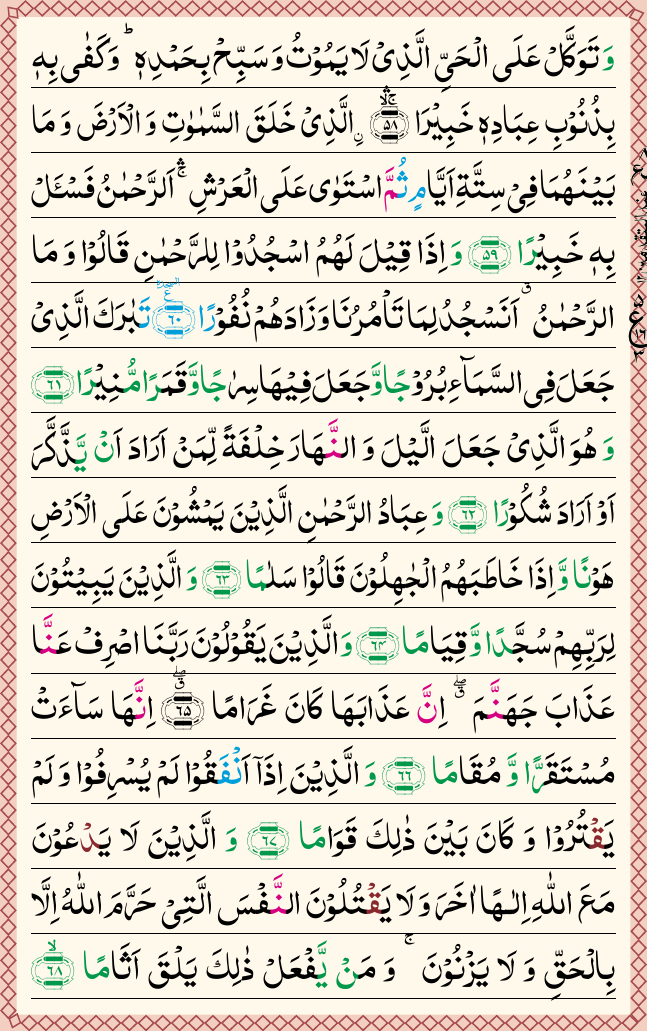 وَتَوَكَّلْ عَلَى الْحَيِّ الَّذِيْ لَا يَمُوْتُ وَ سَبِّحْ بِحَمْدِهٖ ؕ وَكَفٰى بِهٖ
بِذُنُوْبِ عِبَادِهٖ خَبِيْرَا ۚۛۙ ﴿۵۸﴾ ۨالَّذِيْ خَلَقَ السَّمٰوٰتِ وَ الْاَرْضَ وَ مَا
بَيْنَهُمَا فِيْ سِتَّةِ اَيَّامٍ ثُمَّ اسْتَوٰى عَلَى الْعَرْشِ ۚۛ اَلرَّحْمٰنُ فَسْـَٔلْ
بِهٖ خَبِيْرًا ﴿۵۹﴾ وَ اِذَا قِيْلَ لَهُمُ اسْجُدُوْا لِلرَّحْمٰنِ قَالُوْا وَ مَا
الرَّحْمٰنُ ۗ اَنَسْجُدُ لِمَا تَاْمُرُنَا وَ زَادَهُمْ نُفُوْرًا ﴿۶۰﴾ تَبٰرَكَ الَّذِيْ
جَعَلَ فِى السَّمَآءِ بُرُوْجًا وَّ جَعَلَ فِيْهَا سِرٰجًا وَّ قَمَرًا مُّنِيْرًا ﴿۶۱﴾
وَ هُوَ الَّذِيْ جَعَلَ الَّيْلَ وَ النَّهَارَ خِلْفَةً لِّمَنْ اَرَادَ اَنْ يَّذَّكَّرَ
اَوْ اَرَادَ شُكُوْرًا ﴿۶۲﴾ وَ عِبَادُ الرَّحْمٰنِ الَّذِيْنَ يَمْشُوْنَ عَلَى الْاَرْضِ
هَوْنًا وَّ اِذَا خَاطَبَهُمُ الْجٰهِلُوْنَ قَالُوْا سَلٰمًا ﴿۶۳﴾ وَ الَّذِيْنَ يَبِيْتُوْنَ
لِرَبِّهِمْ سُجَّدًا وَّ قِيَامًا ﴿۶۴﴾ وَ الَّذِيْنَ يَقُوْلُوْنَ رَبَّنَا اصْرِفْ عَنَّا
عَذَابَ جَهَنَّمَ ۖۗ اِنَّ عَذَابَهَا كَانَ غَرَامًا ۖۗ ﴿۶۵﴾ اِنَّهَا سَآءَتْ
مُسْتَقَرًّا وَّ مُقَامًا ﴿۶۶﴾ وَ الَّذِيْنَ اِذَاۤ اَنْفَقُوْا لَمْ يُسْرِفُوْا وَ لَمْ
يَقْتُرُوْا وَ كَانَ بَيْنَ ذٰلِكَ قَوَامًا ﴿۶۷﴾ وَ الَّذِيْنَ لَا يَدْعُوْنَ
مَعَ اللّٰهِ اِلٰـهًا اٰخَرَ وَ لَا يَقْتُلُوْنَ النَّفْسَ الَّتِيْ حَرَّمَ اللّٰهُ اِلَّا
بِالْحَقِّ وَ لَا يَزْنُوْنَ ۚ وَ مَنْ يَّفْعَلْ ذٰلِكَ يَلْقَ اَثَامًا ۙ ﴿۶۸﴾